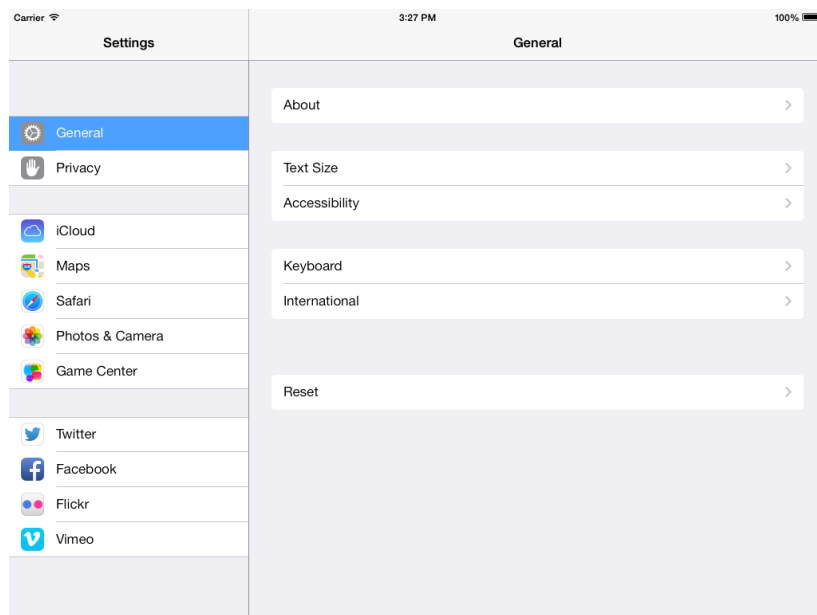 Carrier 3:27 PM 100%
Settings General
General
Privacy
iCloud
Maps
Safari
Photos & Camera
Game Center
Twitter
Facebook
Flickr
Vimeo
About
Text Size
Accessibility
Keyboard
International
Reset